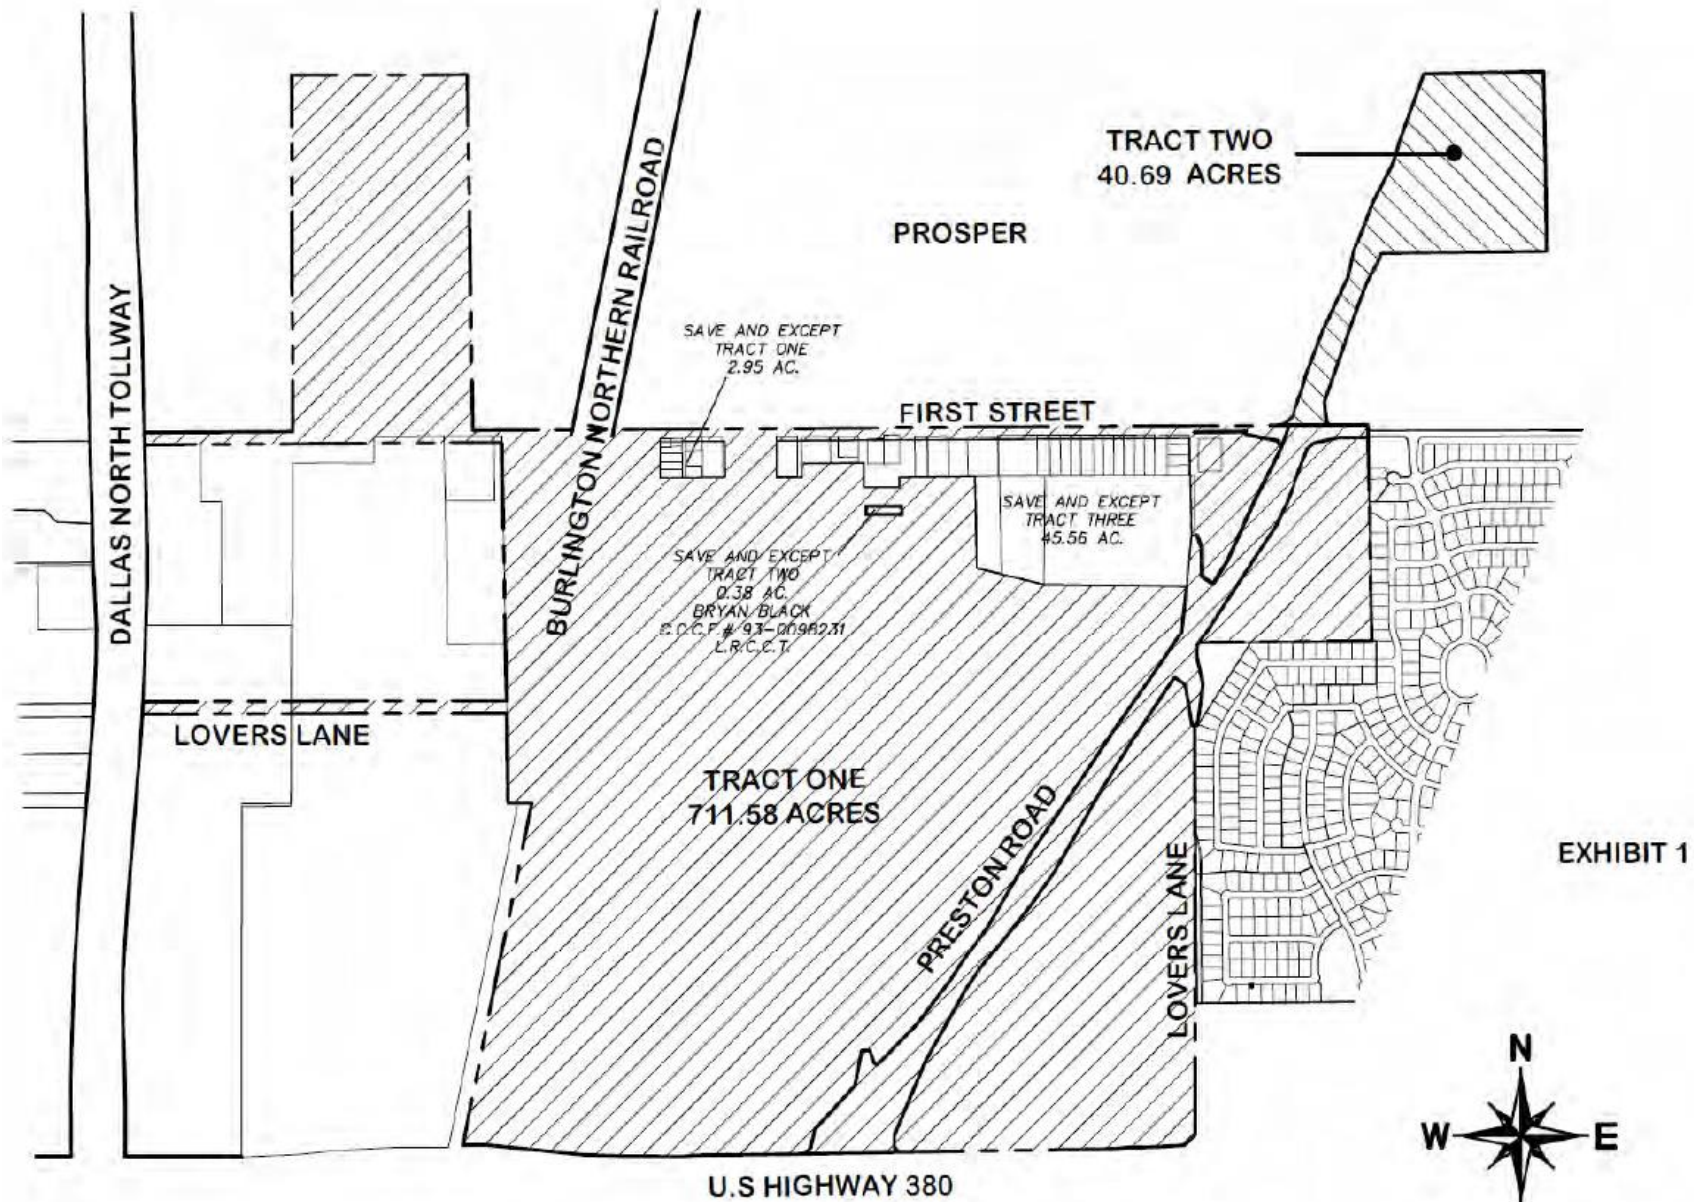 TRACT TWO
40.69 ACRES
PROSPER
DALLAS NORTH TOLLWAY
BURLINGTON NORTHERN RAILROAD
SAVE AND EXCEPT
TRACT ONE
2.95 AC.
FIRST STREET
SAVE AND EXCEPT
TRACT THREE
45.56 AC.
SAVE AND EXCEPT
TRACT TWO
0.38 AC.
BRYAN BLACK
C.C.C.F.# 93-0098231
L.R.C.C.T.
LOVERS LANE
TRACT ONE
711.58 ACRES
PRESTON ROAD
LOVERS LANE
EXHIBIT 1
N
W
E
U.S HIGHWAY 380